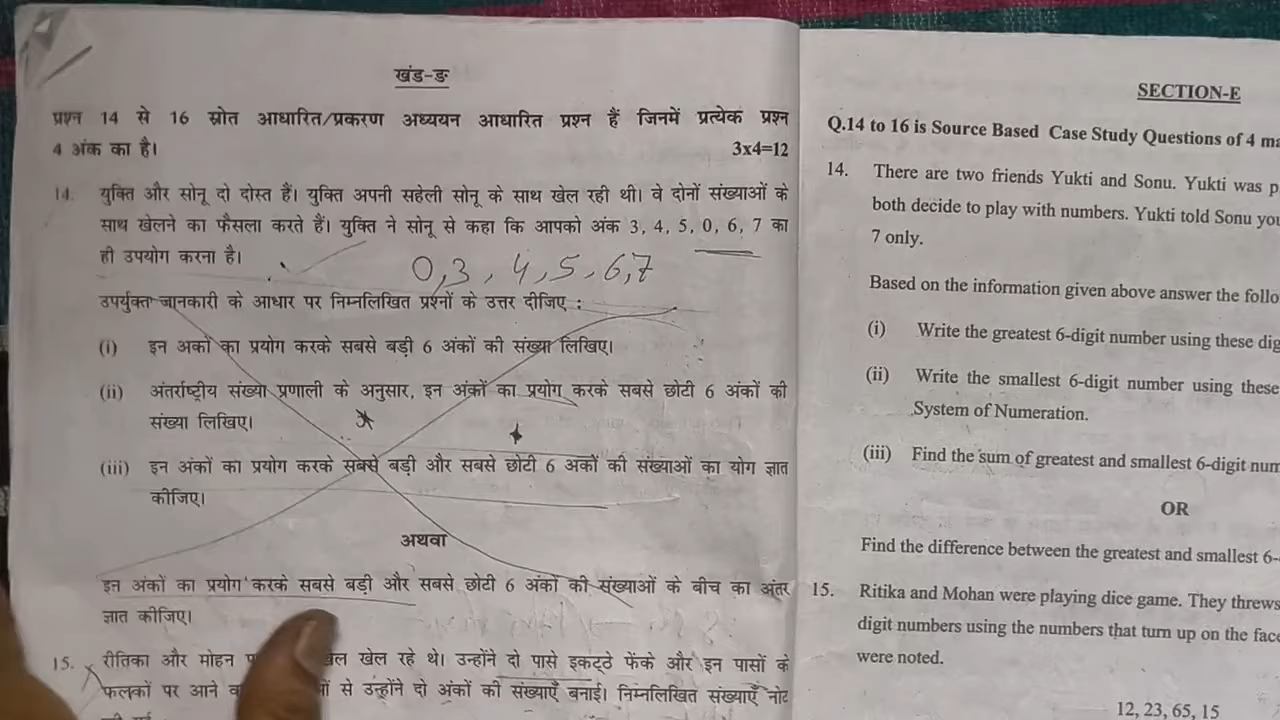 खंड-ङ
प्रश्न 14 से 16 स्रोत आधारित/प्रकरण अध्ययन आधारित प्रश्न हैं जिनमें प्रत्येक प्रश्न
4 अंक का है। 3x4=12
14. युक्ति और सोनू दो दोस्त हैं। युक्ति अपनी सहेली सोनू के साथ खेल रही थी। वे दोनों संख्याओं के
साथ खेलने का फैसला करते हैं। युक्ति ने सोनू से कहा कि आपको अंक 3, 4, 5, 0, 6, 7 का
ही उपयोग करना है।
0,3, 4,5,6,7
उपर्युक्त जानकारी के आधार पर निम्नलिखित प्रश्नों के उत्तर दीजिए :
(i) इन अकों का प्रयोग करके सबसे बड़ी 6 अंकों की संख्या लिखिए।
(ii) अंतर्राष्ट्रीय संख्या प्रणाली के अनुसार, इन अंकों का प्रयोग करके सबसे छोटी 6 अंकों की
संख्या लिखिए।
(iii) इन अंकों का प्रयोग करके सबसे बड़ी और सबसे छोटी 6 अकों की संख्याओं का योग ज्ञात
कीजिए।
अथवा
इन अंकों का प्रयोग करके सबसे बड़ी और सबसे छोटी 6 अंकों की संख्याओं के बीच का अंतर
ज्ञात कीजिए।
15. रीतिका और मोहन खेल खेल रहे थे। उन्होंने दो पासे इकट्ठे फेंके और इन पासों के
फलकों पर आने से उन्होंने दो अंकों की संख्याएँ बनाई। निम्नलिखित संख्याएँ नोट
SECTION-E
Q.14 to 16 is Source Based Case Study Questions of 4 ma
14. There are two friends Yukti and Sonu. Yukti was p
both decide to play with numbers. Yukti told Sonu you
7 only.
Based on the information given above answer the follo
(i) Write the greatest 6-digit number using these dig
(ii) Write the smallest 6-digit number using these
System of Numeration.
(iii) Find the sum of greatest and smallest 6-digit num
OR
Find the difference between the greatest and smallest 6-
15. Ritika and Mohan were playing dice game. They threws
digit numbers using the numbers that turn up on the face
were noted.
12, 23, 65, 15